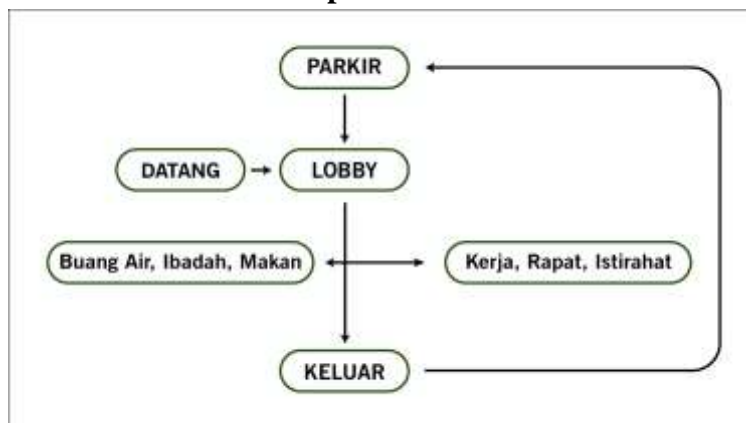 PARKIR
DATANG
LOBBY
Buang Air, Ibadah, Makan
Kerja, Rapat, Istirahat
KELUAR